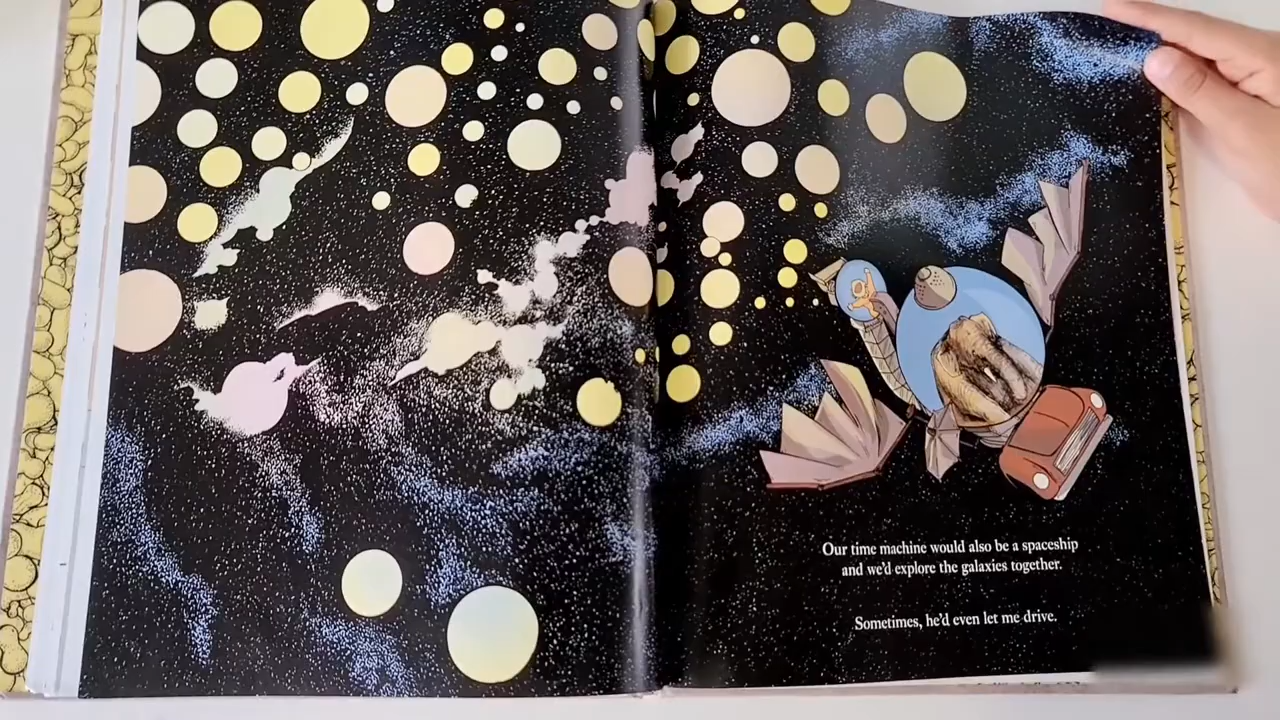 Our time machine would also be a spaceship
and we'd explore the galaxies together.
Sometimes, he'd even let me drive.